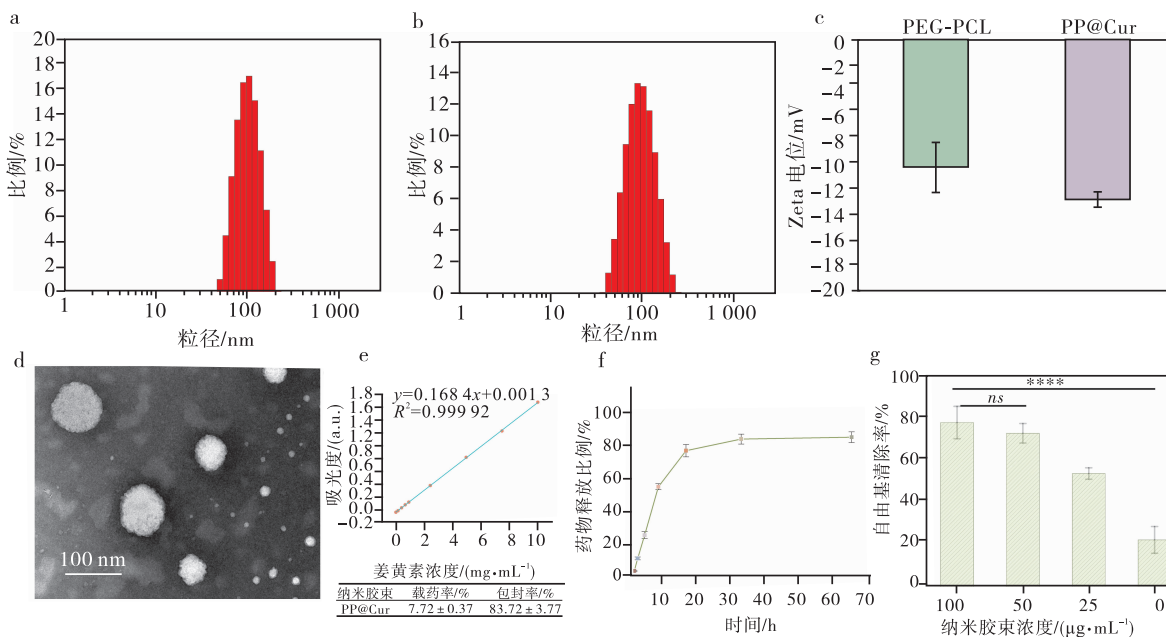 a
20
18
16
14
12
10
8
6
4
2
0
比例/%
1 10 100 1 000
粒径/nm
b
16
14
12
10
8
6
4
2
0
比例/%
1 10 100 1 000
粒径/nm
c
PEG-PCL PP@Cur
0
−2
−4
−6
−8
−10
−12
−14
−16
−18
−20
Zeta 电位/mV
d
100 nm
e
y=0.168 4x+0.001 3
R²=0.999 92
1.8
1.6
1.4
1.2
1.0
0.8
0.6
0.4
0.2
0.0
−0.2
吸光度/(a.u.)
0 2 4 6 8 10.0
姜黄素浓度/(mg·mL⁻¹)
纳米胶束 载药率/% 包封率/%
PP@Cur 7.72±0.37 83.72±3.77
f
100
80
60
40
20
0
药物释放比例/%
10 20 30 40 50 60 70
时间/h
g
100
80
60
40
20
0
自由基清除率/%
****
ns
100 50 25 0
纳米胶束浓度/(μg·mL⁻¹)